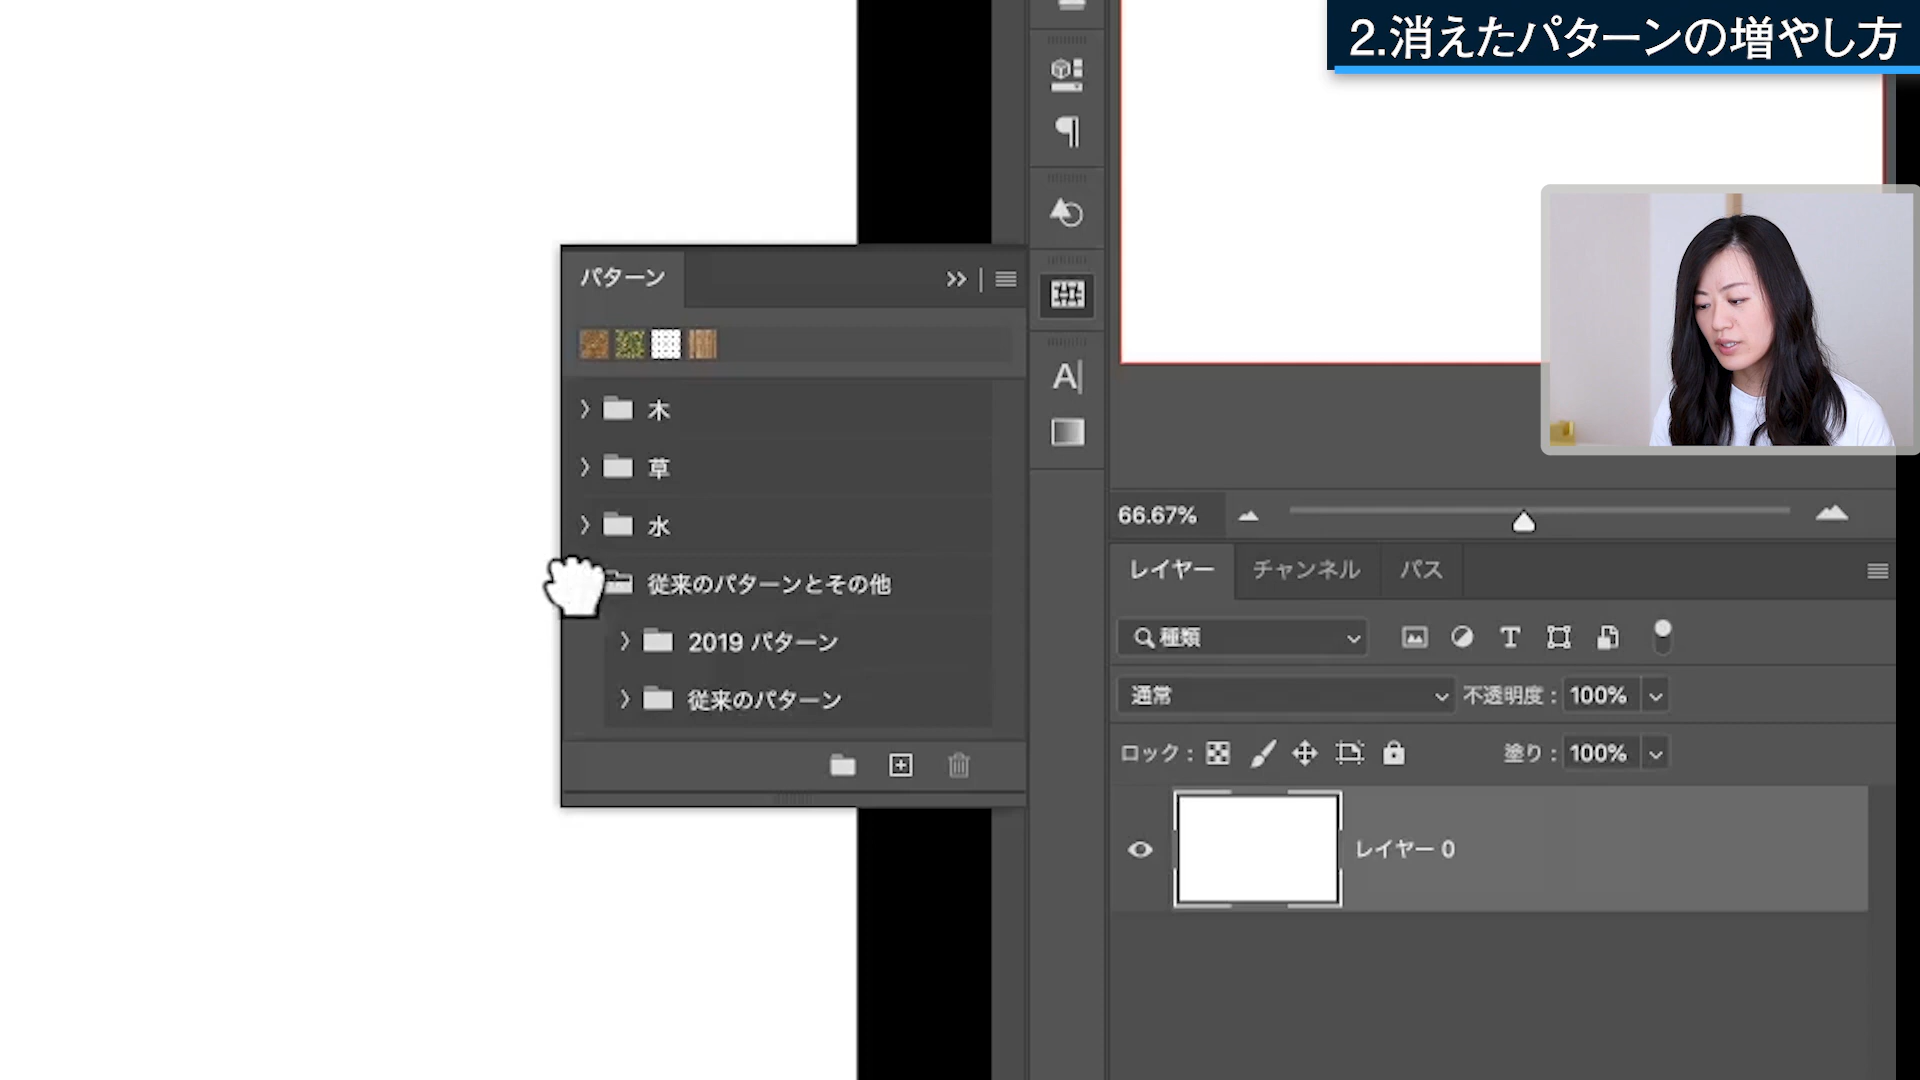 2.消えたパターンの増やし方
パターン
木
草
水
従来のパターンとその他
2019 パターン
従来のパターン
A
66.67%
レイヤー
チャンネル
パス
種類
T
通常
不透明度：100%
ロック：
塗り：100%
レイヤー 0